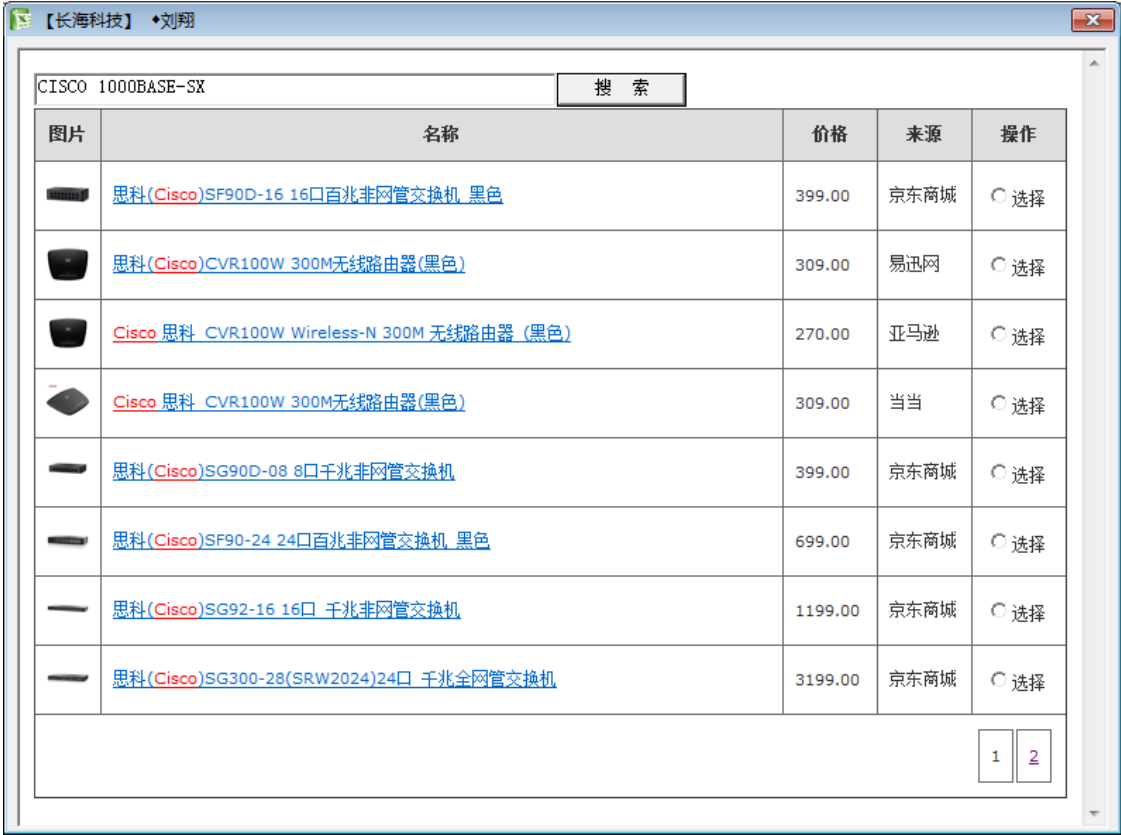 【长海科技】 ♦刘翔
CISCO 1000BASE-SX 搜 索
图片 名称 价格 来源 操作
思科(Cisco)SF90D-16 16口百兆非网管交换机 黑色 399.00 京东商城 选择
思科(Cisco)CVR100W 300M无线路由器(黑色) 309.00 易迅网 选择
Cisco 思科 CVR100W Wireless-N 300M 无线路由器 (黑色) 270.00 亚马逊 选择
Cisco 思科 CVR100W 300M无线路由器(黑色) 309.00 当当 选择
思科(Cisco)SG90D-08 8口千兆非网管交换机 399.00 京东商城 选择
思科(Cisco)SF90-24 24口百兆非网管交换机 黑色 699.00 京东商城 选择
思科(Cisco)SG92-16 16口 千兆非网管交换机 1199.00 京东商城 选择
思科(Cisco)SG300-28(SRW2024)24口 千兆全网管交换机 3199.00 京东商城 选择
1 2